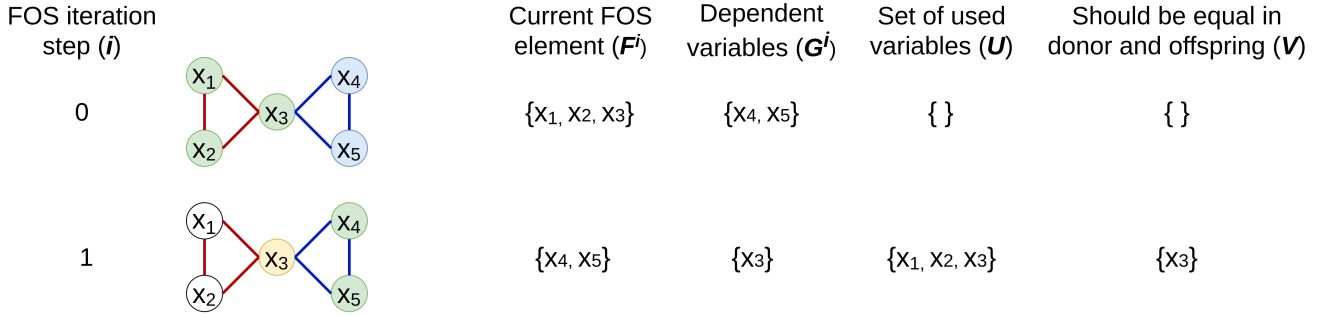 FOS iteration step (i)
Current FOS element (Fⁱ)
Dependent variables (Gⁱ)
Set of used variables (U)
Should be equal in donor and offspring (V)
0
x₁
x₂
x₃
x₄
x₅
{x₁, x₂, x₃}
{x₄, x₅}
{ }
{ }
1
x₁
x₂
x₃
x₄
x₅
{x₄, x₅}
{x₃}
{x₁, x₂, x₃}
{x₃}